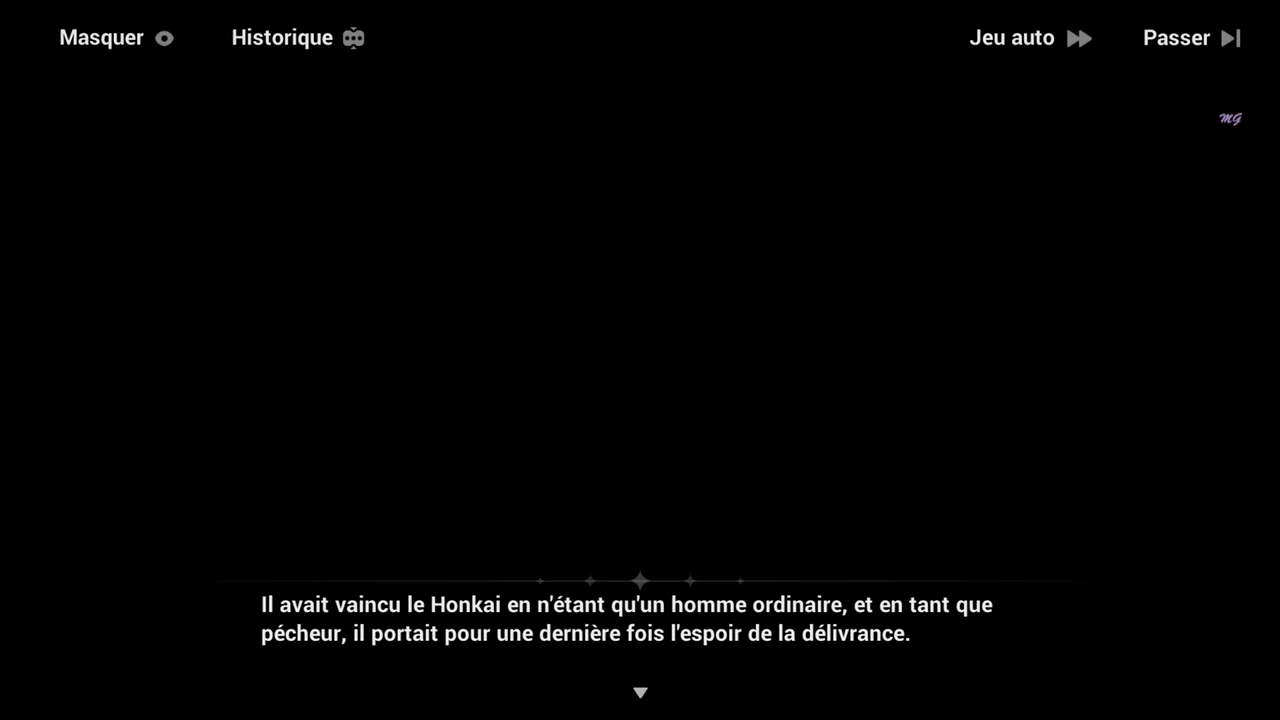 Masquer Historique Jeu auto Passer
MG
Il avait vaincu le Honkai en n'étant qu'un homme ordinaire, et en tant que
pécheur, il portait pour une dernière fois l'espoir de la délivrance.